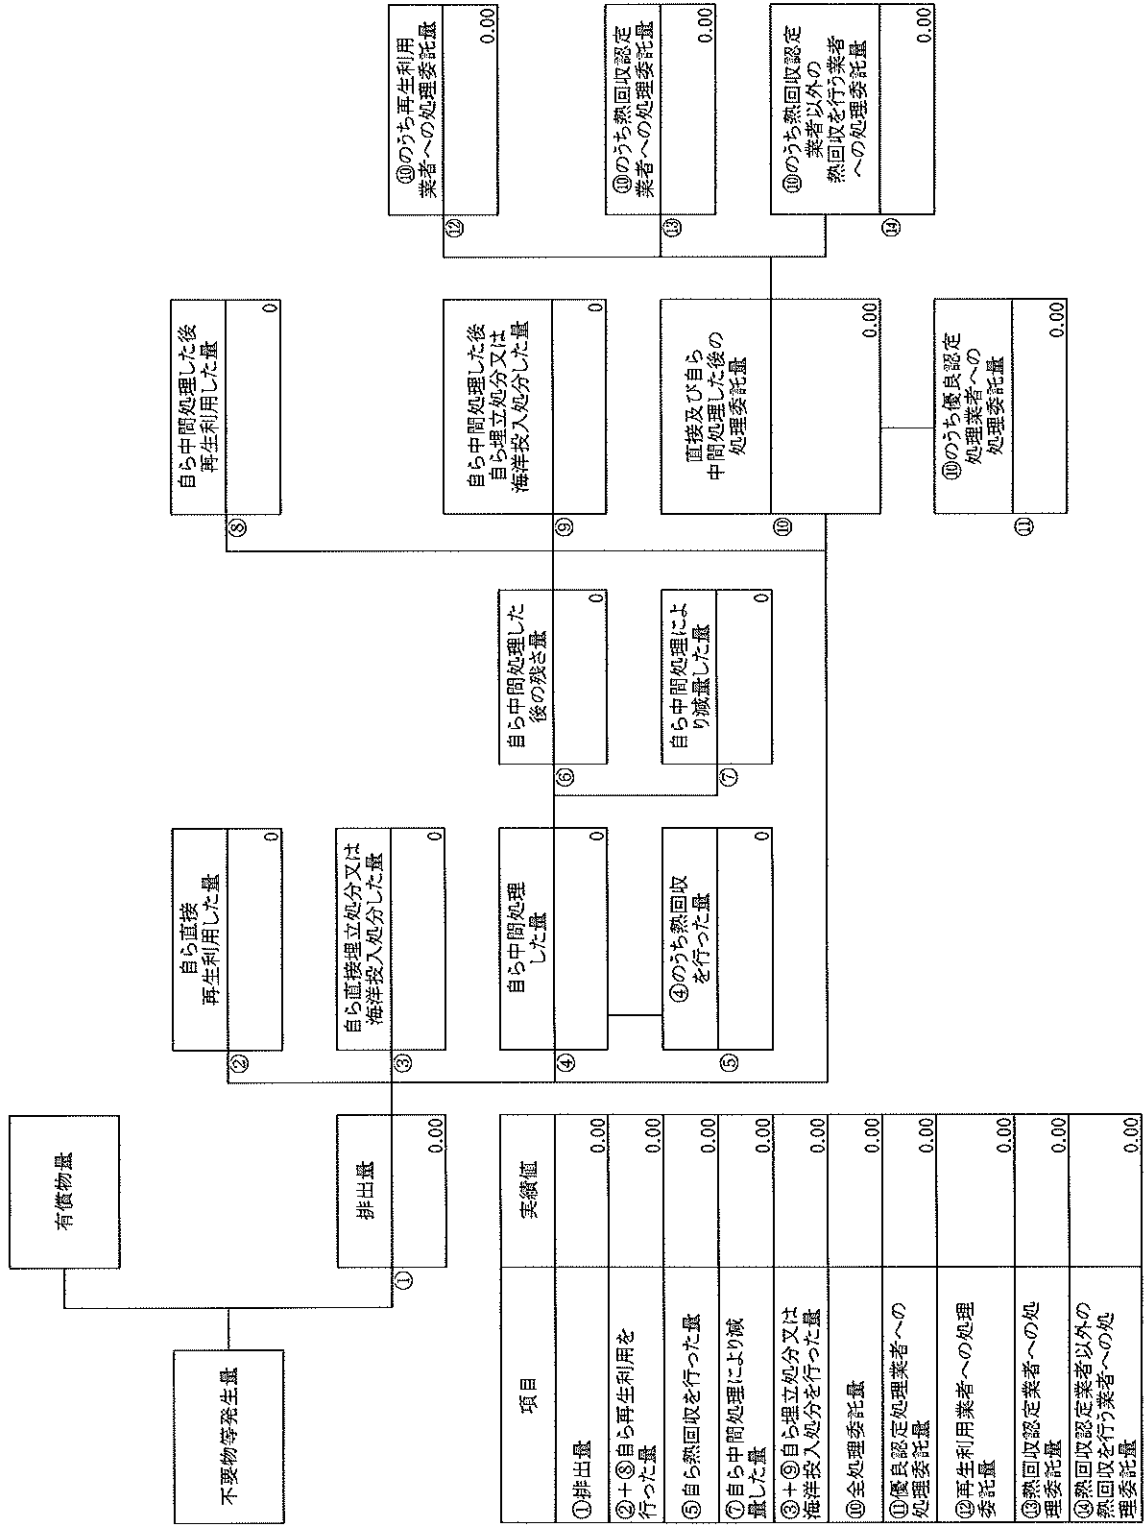 不要物等発生量
有償物量
排出量
①
0.00
自ら直接
再生利用した量
②
0
自ら直接埋立処分又は
海洋投入処分した量
③
0
自ら中間処理
した量
④
0
④のうち熱回収
を行った量
⑤
0
自ら中間処理した
後の残さ量
⑥
0
自ら中間処理によ
り減量した量
⑦
0
自ら中間処理した後
再生利用した量
⑧
0
自ら中間処理した後
自ら埋立処分又は
海洋投入処分した量
⑨
0
直接及び自ら
中間処理した後の
処理委託量
⑩
0.00
⑩のうち優良認定
処理業者への
処理委託量
⑪
0.00
⑩のうち再生利用
業者への処理委託量
⑫
0.00
⑩のうち熱回収認定
業者への処理委託量
⑬
0.00
⑩のうち熱回収認定
業者以外の
熱回収を行う業者
への処理委託量
⑭
0.00
項目 実績値
①排出量 0.00
②+⑧自ら再生利用を
行った量 0.00
⑤自ら熱回収を行った量 0.00
⑦自ら中間処理により減
量した量 0.00
③+⑨自ら埋立処分又は
海洋投入処分を行った量 0.00
⑩全処理委託量 0.00
⑪優良認定処理業者への
処理委託量 0.00
⑫再生利用業者への処理
委託量 0.00
⑬熱回収認定業者への処
理委託量 0.00
⑭熱回収認定業者以外の
熱回収を行う業者への処
理委託量 0.00